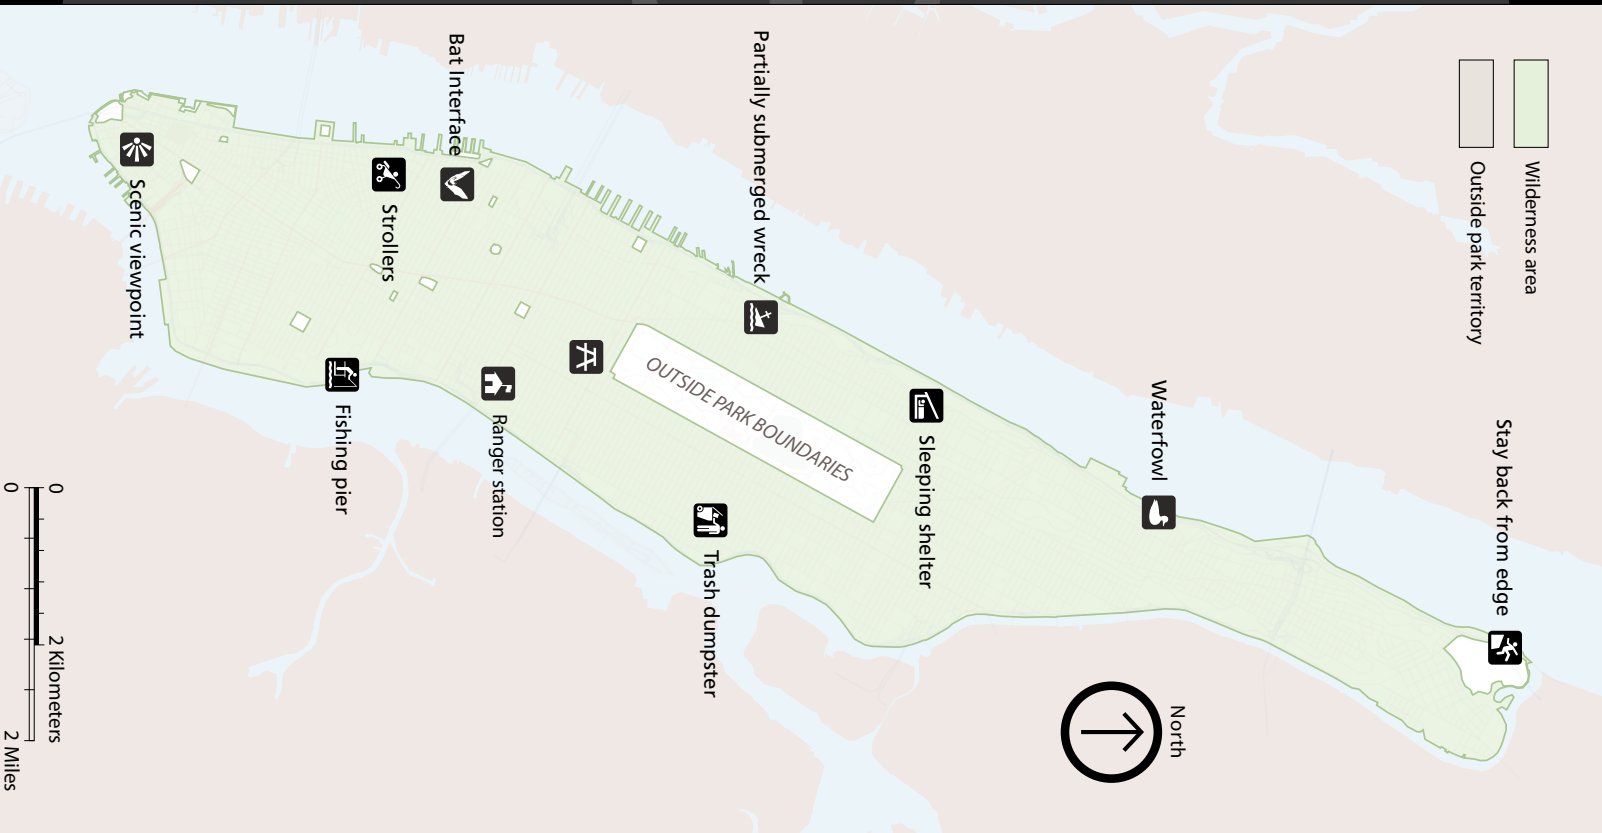 Wilderness area
Outside park territory
Stay back from edge
Waterfowl
Sleeping shelter
Partially submerged wreck
OUTSIDE PARK BOUNDARIES
Trash dumpster
Ranger station
Bat Interface
Strollers
Fishing pier
Scenic viewpoint
North
0 2 Kilometers
0 2 Miles